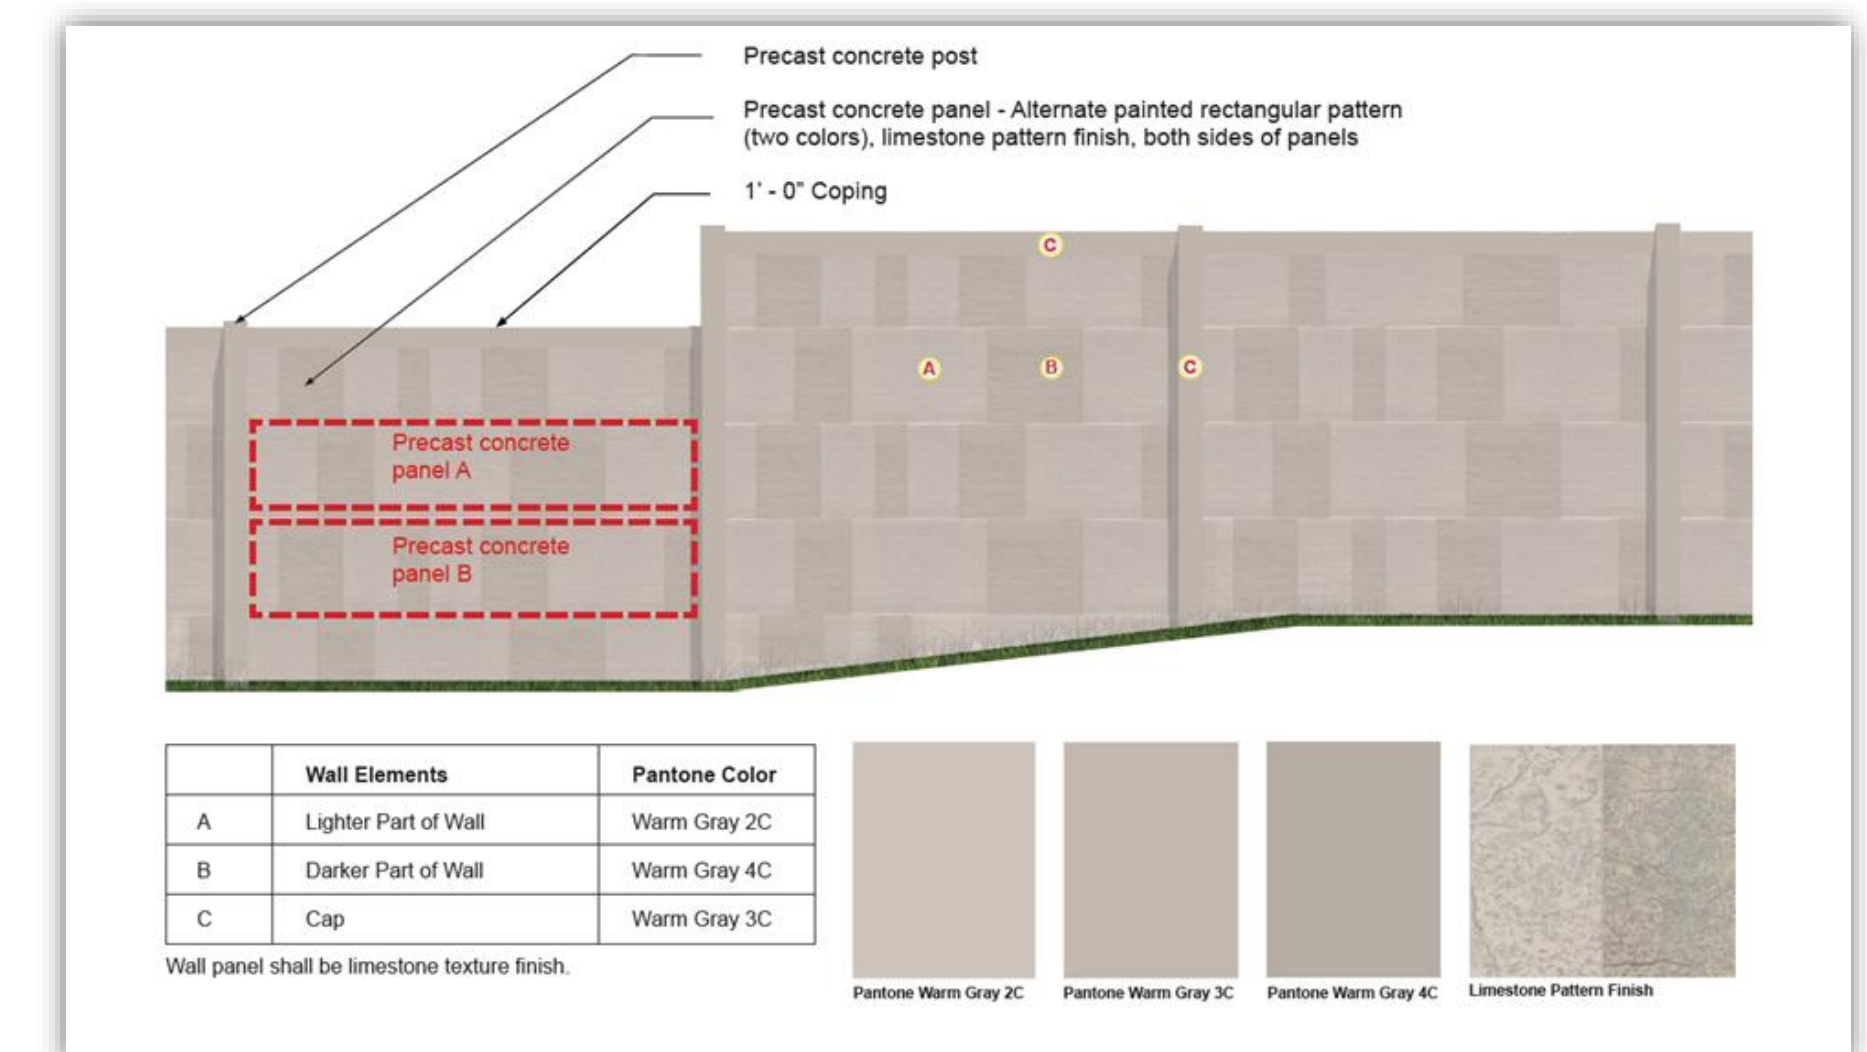 Precast concrete post
Precast concrete panel - Alternate painted rectangular pattern
(two colors), limestone pattern finish, both sides of panels
1' - 0" Coping
C
A
B
C
Precast concrete
panel A
Precast concrete
panel B
Wall Elements Pantone Color
A Lighter Part of Wall Warm Gray 2C
B Darker Part of Wall Warm Gray 4C
C Cap Warm Gray 3C
Wall panel shall be limestone texture finish.
Pantone Warm Gray 2C
Pantone Warm Gray 3C
Pantone Warm Gray 4C
Limestone Pattern Finish